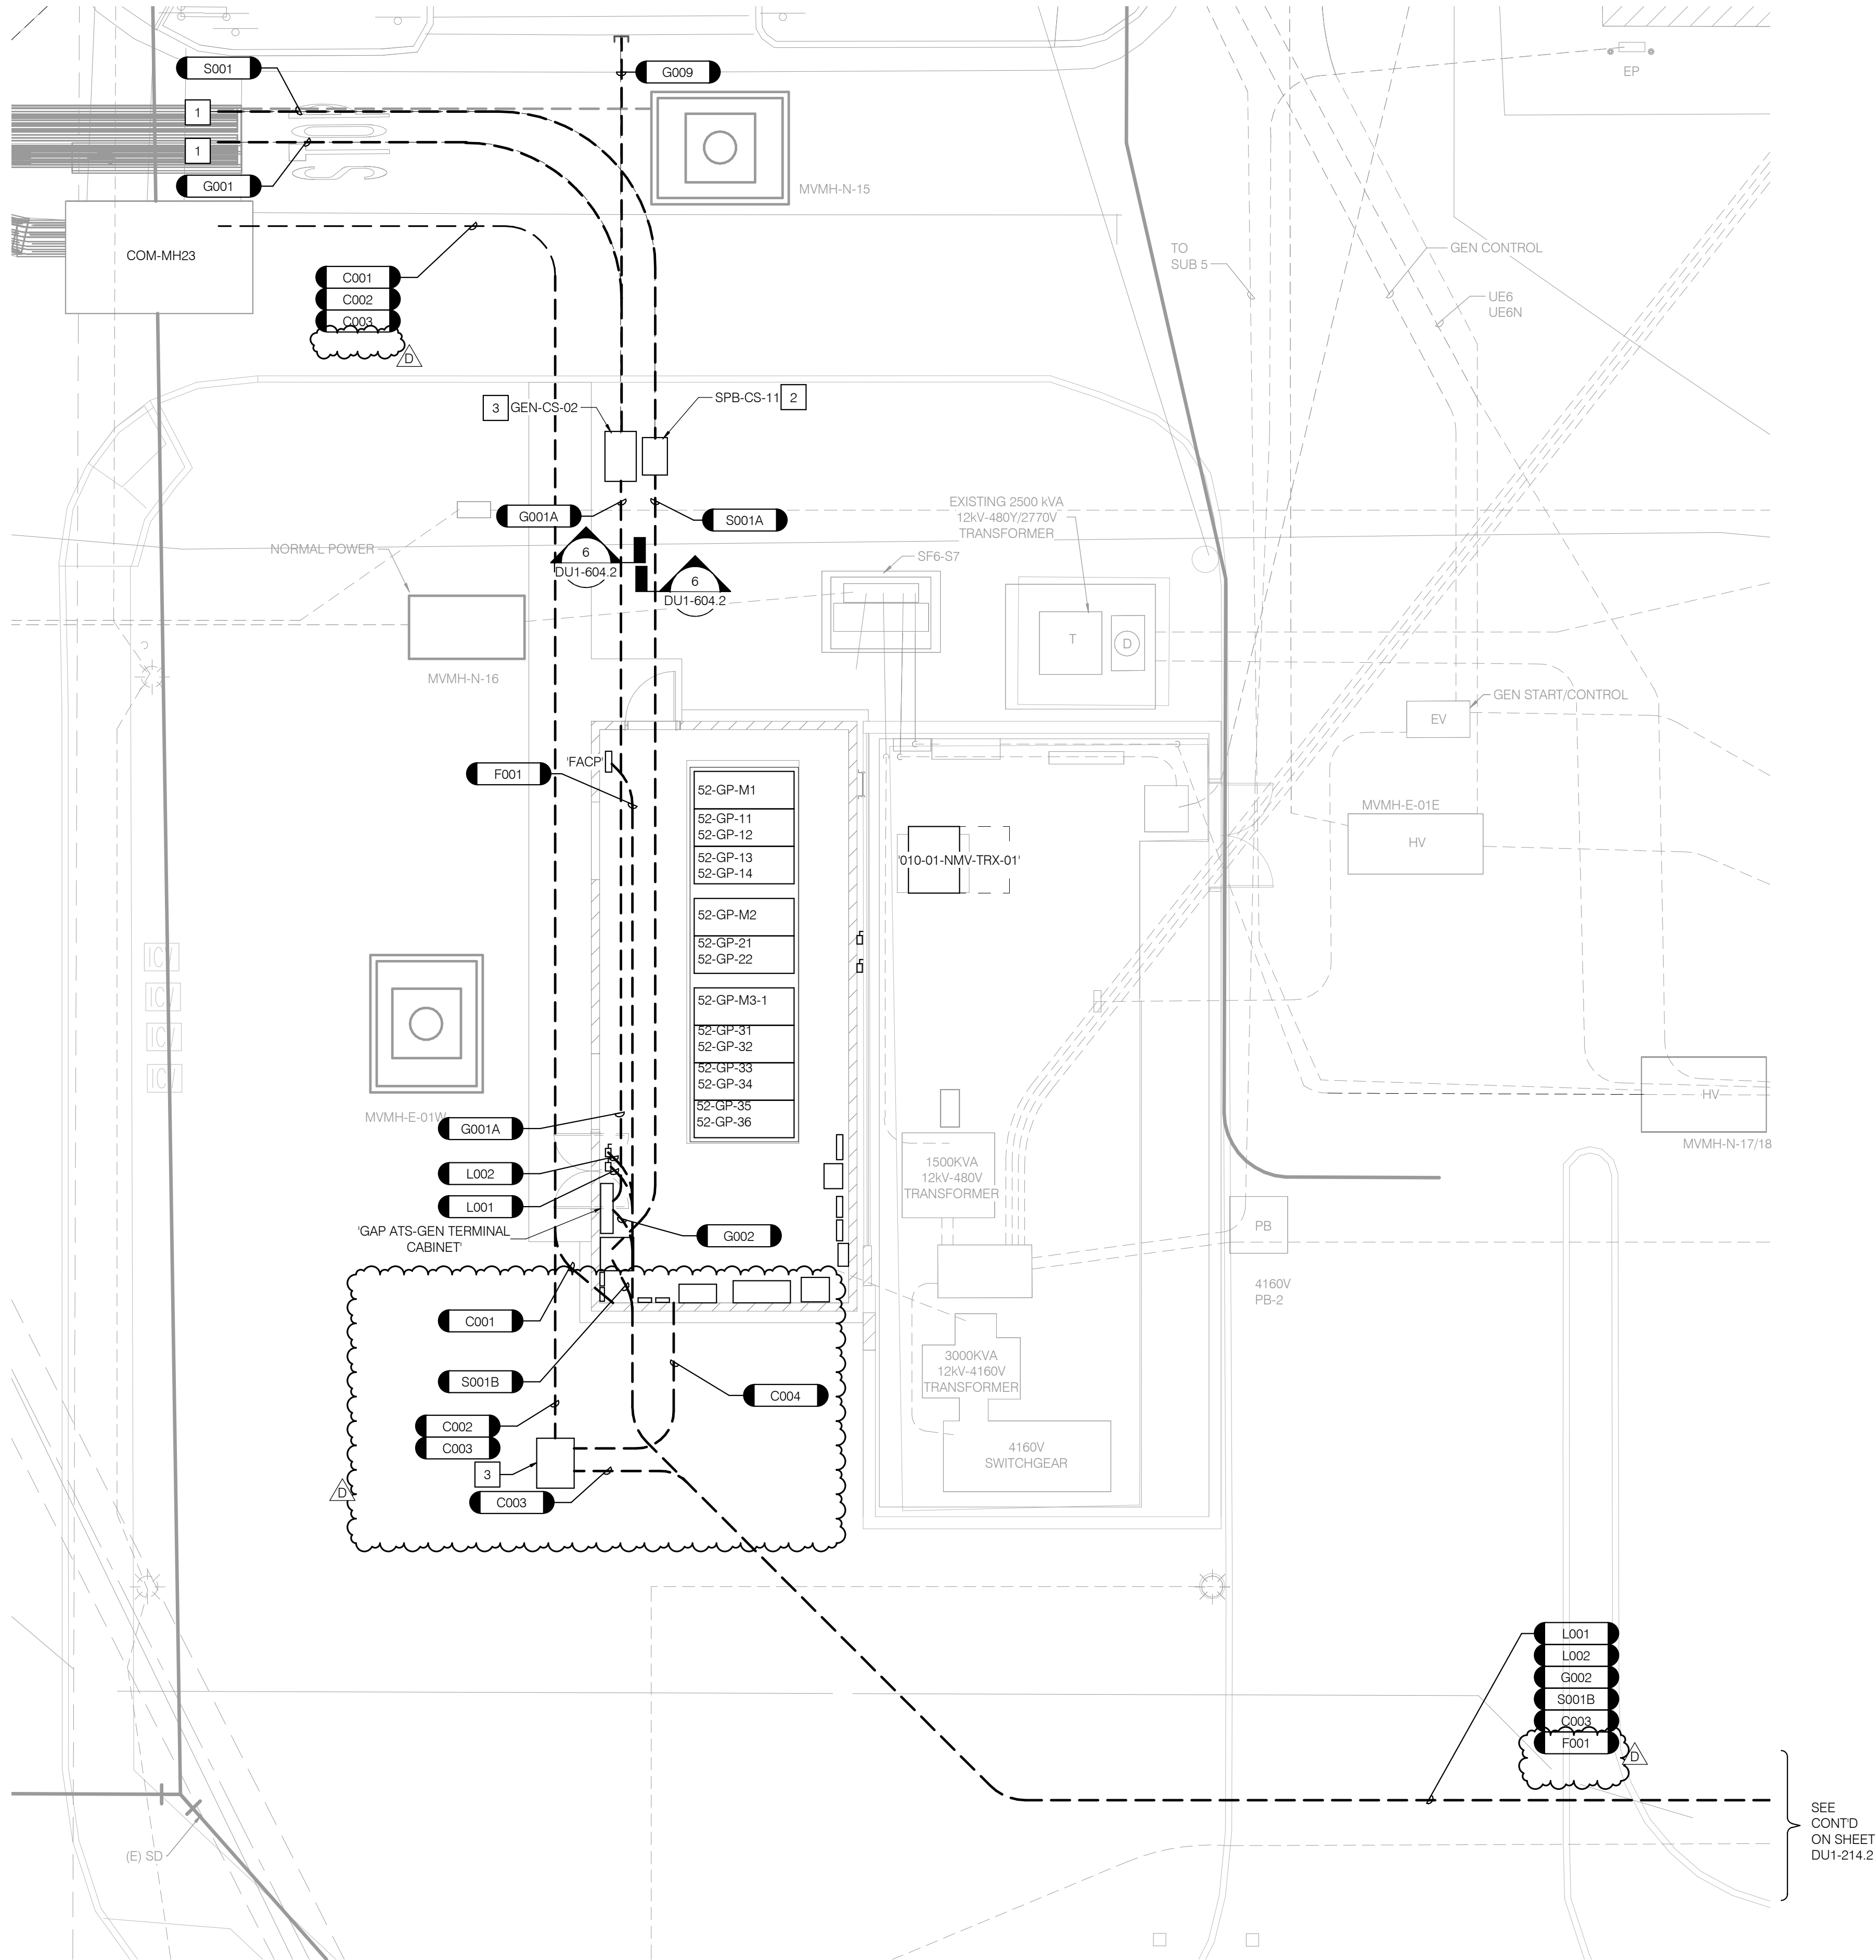 S001
G009
EP
1
1
G001
MVMH-N-15
COM-MH23
C001
C002
C003
D
TO
SUB 5
GEN CONTROL
UE6
UE6N
3
GEN-CS-02
SPB-CS-11
2
G001A
S001A
EXISTING 2500 kVA
12kV-480Y/2770V
TRANSFORMER
NORMAL POWER
6
DU1-604.2
6
DU1-604.2
SF6-S7
T
D
MVMH-N-16
GEN START/CONTROL
EV
F001
'FACP'
52-GP-M1
52-GP-11
52-GP-12
52-GP-13
52-GP-14
52-GP-M2
52-GP-21
52-GP-22
52-GP-M3-1
52-GP-31
52-GP-32
52-GP-33
52-GP-34
52-GP-35
52-GP-36
'010-01-NMV-TRX-01'
MVMH-E-01E
HV
ICV
ICV
ICV
ICV
MVMH-E-01W
G001A
L002
L001
'GAP ATS-GEN TERMINAL
CABINET'
G002
1500KVA
12kV-480V
TRANSFORMER
HV
MVMH-N-17/18
PB
4160V
PB-2
C001
S001B
C004
C002
C003
3
C003
D
3000KVA
12kV-4160V
TRANSFORMER
4160V
SWITCHGEAR
L001
L002
G002
S001B
C003
F001
D
(E) SD
SEE
CONT'D
ON SHEET
DU1-214.2